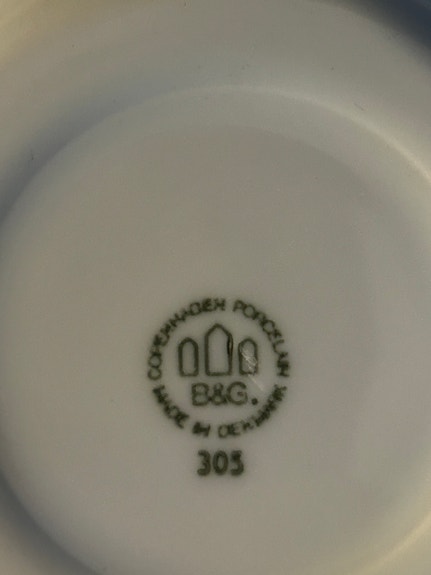 COPENHAGEN PORCELAIN
B&G.
MADE IN DENMARK
305